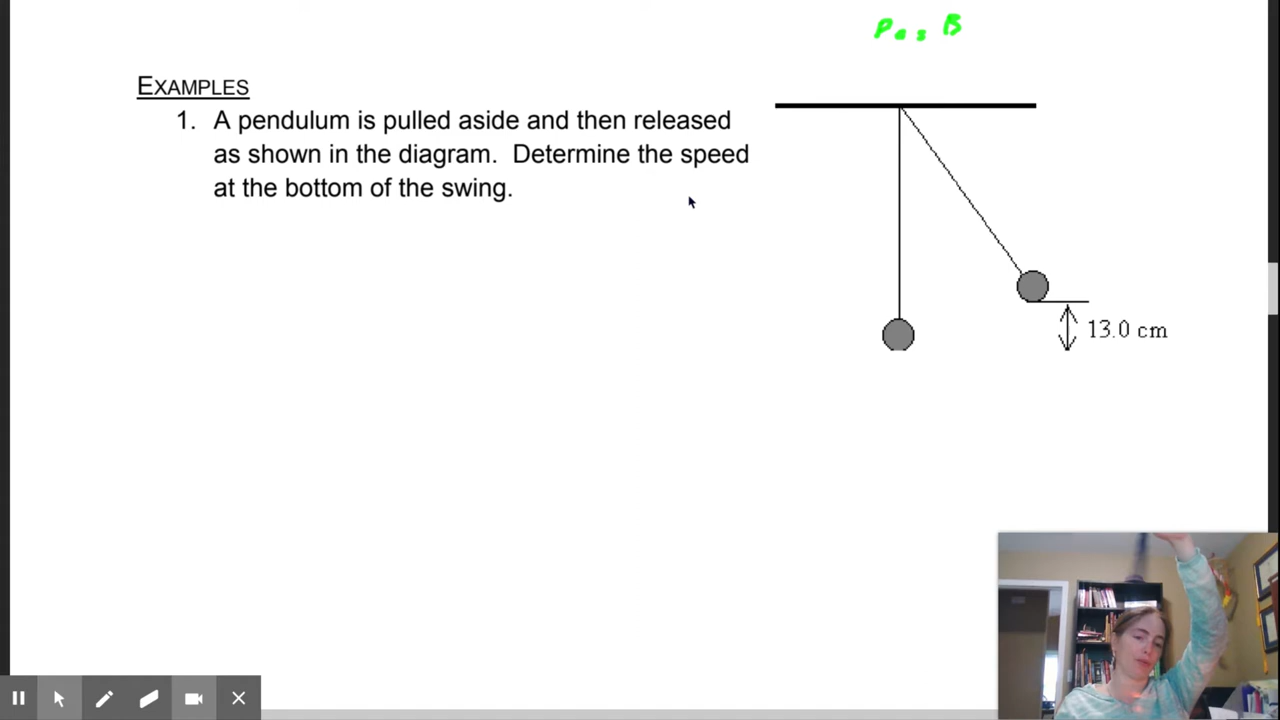 Pos B
EXAMPLES
1. A pendulum is pulled aside and then released
as shown in the diagram. Determine the speed
at the bottom of the swing.
13.0 cm